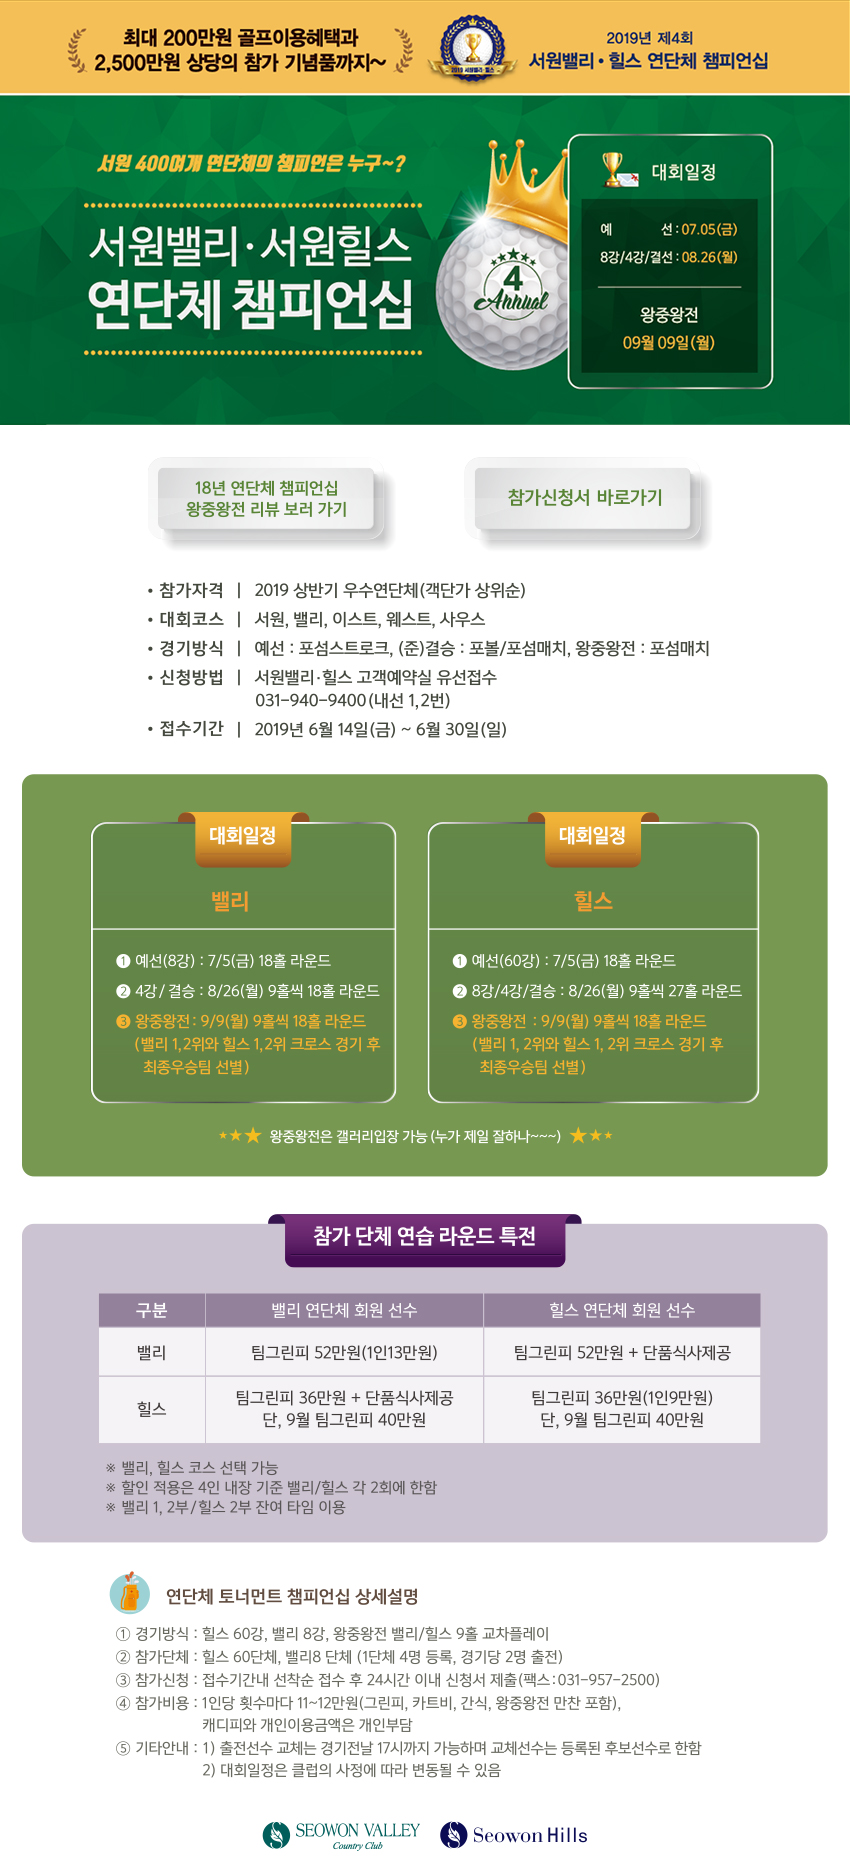 최대 200만원 골프이용혜택과
2,500만원 상당의 참가 기념품까지~
2019 서원밸리·힐스
2019년 제4회
서원밸리·힐스 연단체 챔피언십
서원 400여개 연단체의 챔피언은 누구~?
서원밸리·서원힐스
연단체 챔피언십
4
Annual
대회일정
예 선 : 07.05(금)
8강/4강/결선 : 08.26(월)
왕중왕전
09월 09일(월)
18년 연단체 챔피언십
왕중왕전 리뷰 보러 가기
참가신청서 바로가기
• 참가자격 | 2019 상반기 우수연단체(객단가 상위순)
• 대회코스 | 서원, 밸리, 이스트, 웨스트, 사우스
• 경기방식 | 예선 : 포섬스트로크, (준)결승 : 포볼/포섬매치, 왕중왕전 : 포섬매치
• 신청방법 | 서원밸리·힐스 고객예약실 유선접수
031-940-9400(내선 1,2번)
• 접수기간 | 2019년 6월 14일(금) ~ 6월 30일(일)
대회일정
밸리
❶ 예선(8강) : 7/5(금) 18홀 라운드
❷ 4강/결승 : 8/26(월) 9홀씩 18홀 라운드
❸ 왕중왕전 : 9/9(월) 9홀씩 18홀 라운드
(밸리 1,2위와 힐스 1,2위 크로스 경기 후
최종우승팀 선별)
대회일정
힐스
❶ 예선(60강) : 7/5(금) 18홀 라운드
❷ 8강/4강/결승 : 8/26(월) 9홀씩 27홀 라운드
❸ 왕중왕전 : 9/9(월) 9홀씩 18홀 라운드
(밸리 1, 2위와 힐스 1, 2위 크로스 경기 후
최종우승팀 선별)
★★★ 왕중왕전은 갤러리입장 가능 (누가 제일 잘하나~~~) ★★★
참가 단체 연습 라운드 특전
구분 밸리 연단체 회원 선수 힐스 연단체 회원 선수
밸리 팀그린피 52만원(1인13만원) 팀그린피 52만원 + 단품식사제공
힐스 팀그린피 36만원 + 단품식사제공 팀그린피 36만원(1인9만원)
단, 9월 팀그린피 40만원 단, 9월 팀그린피 40만원
※ 밸리, 힐스 코스 선택 가능
※ 할인 적용은 4인 내장 기준 밸리/힐스 각 2회에 한함
※ 밸리 1, 2부/힐스 2부 잔여 타임 이용
연단체 토너먼트 챔피언십 상세설명
① 경기방식 : 힐스 60강, 밸리 8강, 왕중왕전 밸리/힐스 9홀 교차플레이
② 참가단체 : 힐스 60단체, 밸리8 단체 (1단체 4명 등록, 경기당 2명 출전)
③ 참가신청 : 접수기간내 선착순 접수 후 24시간 이내 신청서 제출(팩스:031-957-2500)
④ 참가비용 : 1인당 횟수마다 11~12만원(그린피, 카트비, 간식, 왕중왕전 만찬 포함),
캐디피와 개인이용금액은 개인부담
⑤ 기타안내 : 1) 출전선수 교체는 경기전날 17시까지 가능하며 교체선수는 등록된 후보선수로 한함
2) 대회일정은 클럽의 사정에 따라 변동될 수 있음
SEOWON VALLEY
Country Club
Seowon Hills